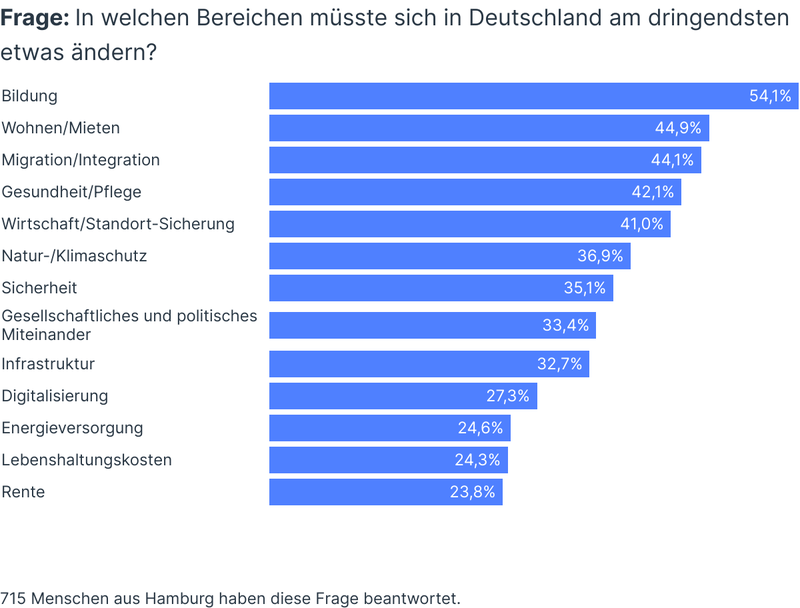 Frage: In welchen Bereichen müsste sich in Deutschland am dringendsten
etwas ändern?
Bildung 54,1%
Wohnen/Mieten 44,9%
Migration/Integration 44,1%
Gesundheit/Pflege 42,1%
Wirtschaft/Standort-Sicherung 41,0%
Natur-/Klimaschutz 36,9%
Sicherheit 35,1%
Gesellschaftliches und politisches
Miteinander 33,4%
Infrastruktur 32,7%
Digitalisierung 27,3%
Energieversorgung 24,6%
Lebenshaltungskosten 24,3%
Rente 23,8%
715 Menschen aus Hamburg haben diese Frage beantwortet.